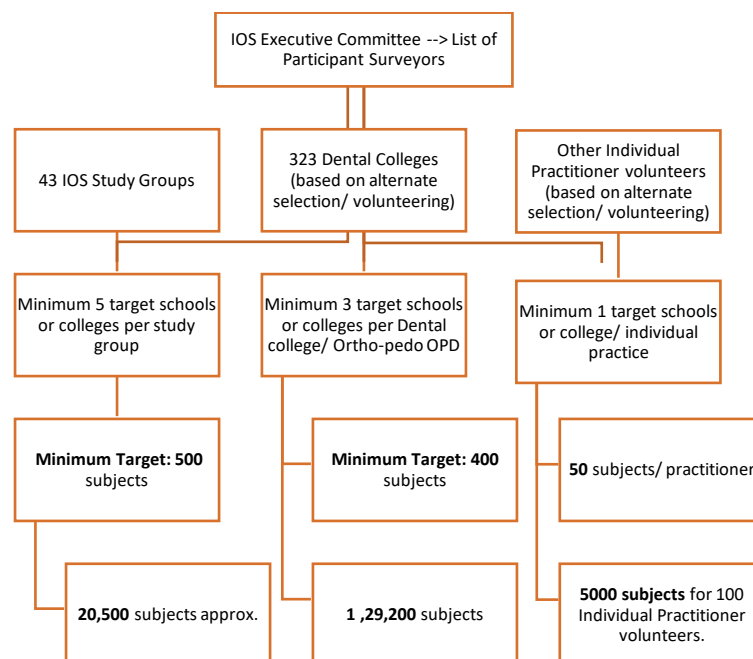 IOS Executive Committee --> List of
Participant Surveyors
43 IOS Study Groups
323 Dental Colleges
(based on alternate
selection/ volunteering)
Other Individual
Practitioner volunteers
(based on alternate
selection/ volunteering)
Minimum 5 target schools
or colleges per study
group
Minimum 3 target schools
or colleges per Dental
college/ Ortho-pedo OPD
Minimum 1 target schools
or college/ individual
practice
Minimum Target: 500
subjects
Minimum Target: 400
subjects
50 subjects/ practitioner
20,500 subjects approx.
1 ,29,200 subjects
5000 subjects for 100
Individual Practitioner
volunteers.